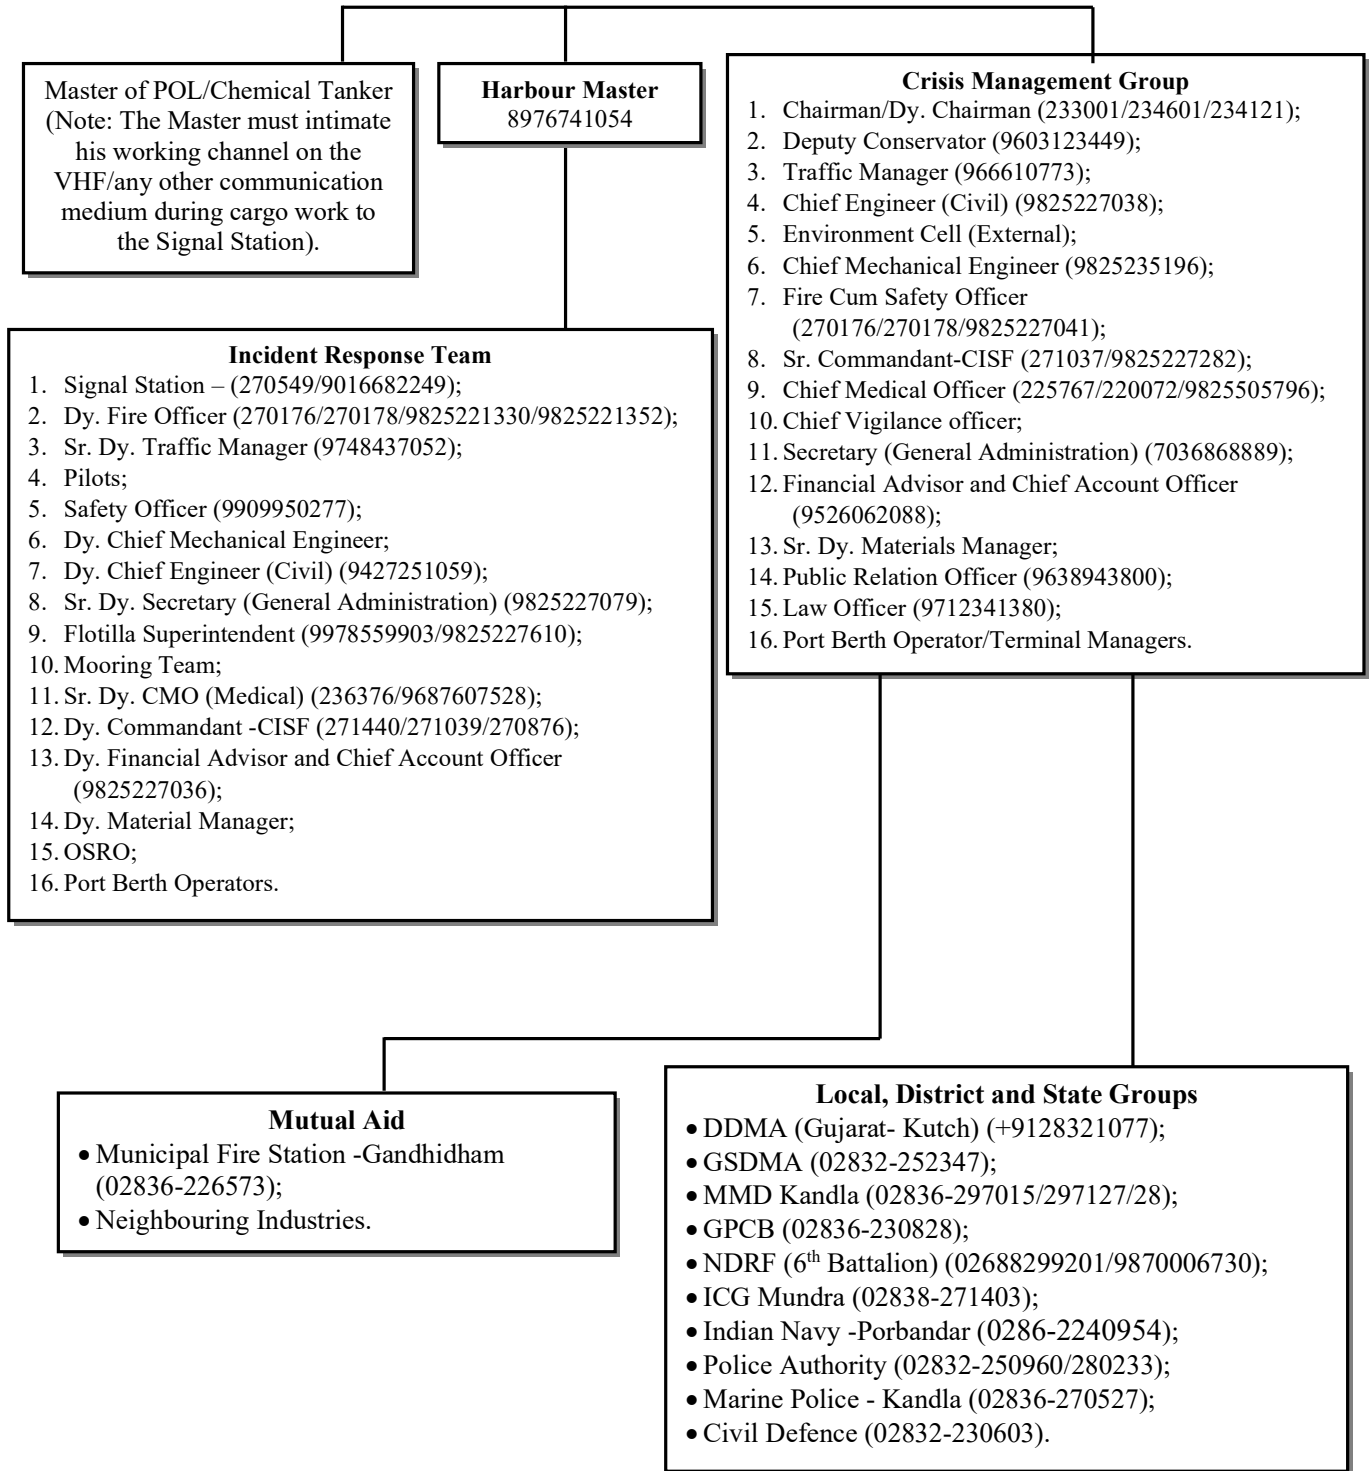 Master of POL/Chemical Tanker
(Note: The Master must intimate
his working channel on the
VHF/any other communication
medium during cargo work to
the Signal Station).
Harbour Master
8976741054
Crisis Management Group
1. Chairman/Dy. Chairman (233001/234601/234121);
2. Deputy Conservator (9603123449);
3. Traffic Manager (966610773);
4. Chief Engineer (Civil) (9825227038);
5. Environment Cell (External);
6. Chief Mechanical Engineer (9825235196);
7. Fire Cum Safety Officer
(270176/270178/9825227041);
8. Sr. Commandant-CISF (271037/9825227282);
9. Chief Medical Officer (225767/220072/9825505796);
10. Chief Vigilance officer;
11. Secretary (General Administration) (7036868889);
12. Financial Advisor and Chief Account Officer
(9526062088);
13. Sr. Dy. Materials Manager;
14. Public Relation Officer (9638943800);
15. Law Officer (9712341380);
16. Port Berth Operator/Terminal Managers.
Incident Response Team
1. Signal Station – (270549/9016682249);
2. Dy. Fire Officer (270176/270178/9825221330/9825221352);
3. Sr. Dy. Traffic Manager (9748437052);
4. Pilots;
5. Safety Officer (9909950277);
6. Dy. Chief Mechanical Engineer;
7. Dy. Chief Engineer (Civil) (9427251059);
8. Sr. Dy. Secretary (General Administration) (9825227079);
9. Flotilla Superintendent (9978559903/9825227610);
10. Mooring Team;
11. Sr. Dy. CMO (Medical) (236376/9687607528);
12. Dy. Commandant -CISF (271440/271039/270876);
13. Dy. Financial Advisor and Chief Account Officer
(9825227036);
14. Dy. Material Manager;
15. OSRO;
16. Port Berth Operators.
Mutual Aid
• Municipal Fire Station -Gandhidham
(02836-226573);
• Neighbouring Industries.
Local, District and State Groups
• DDMA (Gujarat- Kutch) (+9128321077);
• GSDMA (02832-252347);
• MMD Kandla (02836-297015/297127/28);
• GPCB (02836-230828);
• NDRF (6th Battalion) (02688299201/9870006730);
• ICG Mundra (02838-271403);
• Indian Navy -Porbandar (0286-2240954);
• Police Authority (02832-250960/280233);
• Marine Police - Kandla (02836-270527);
• Civil Defence (02832-230603).